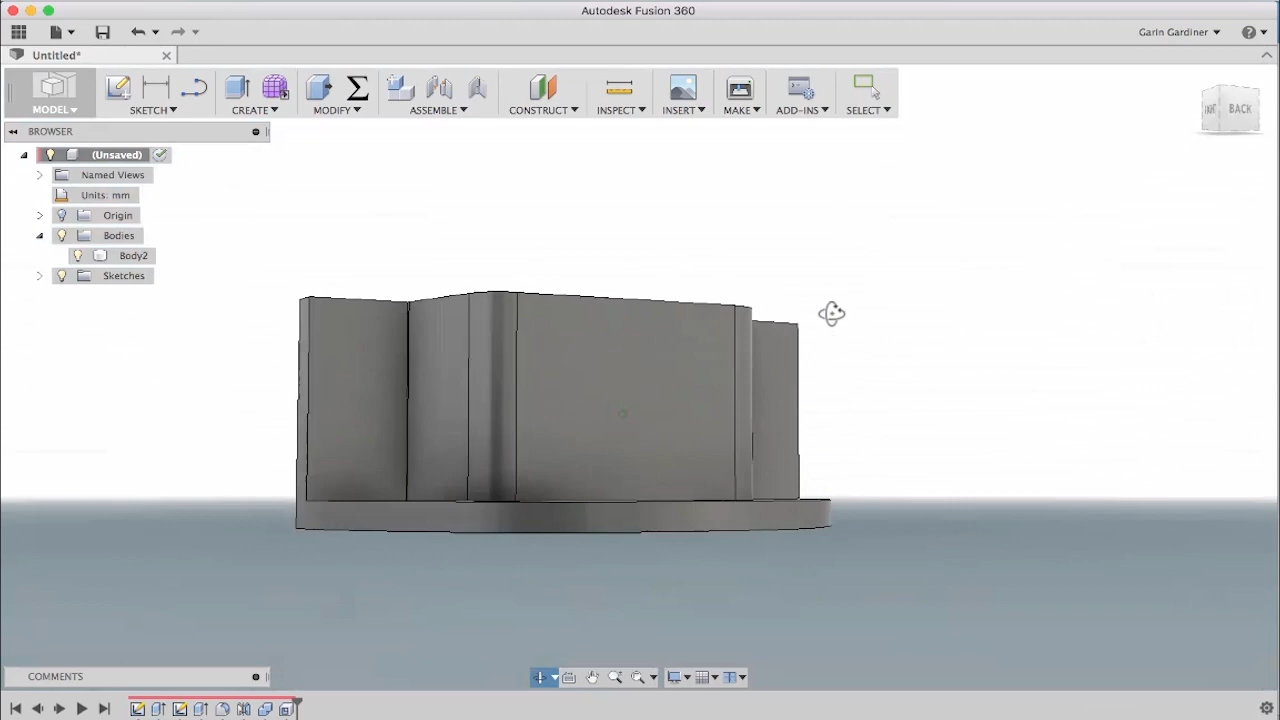 Autodesk Fusion 360
Garin Gardiner
Untitled*
MODEL
SKETCH
CREATE
MODIFY
ASSEMBLE
CONSTRUCT
INSPECT
INSERT
MAKE
ADD-INS
SELECT
BACK
BROWSER
(Unsaved)
Named Views
Units: mm
Origin
Bodies
Body2
Sketches
COMMENTS